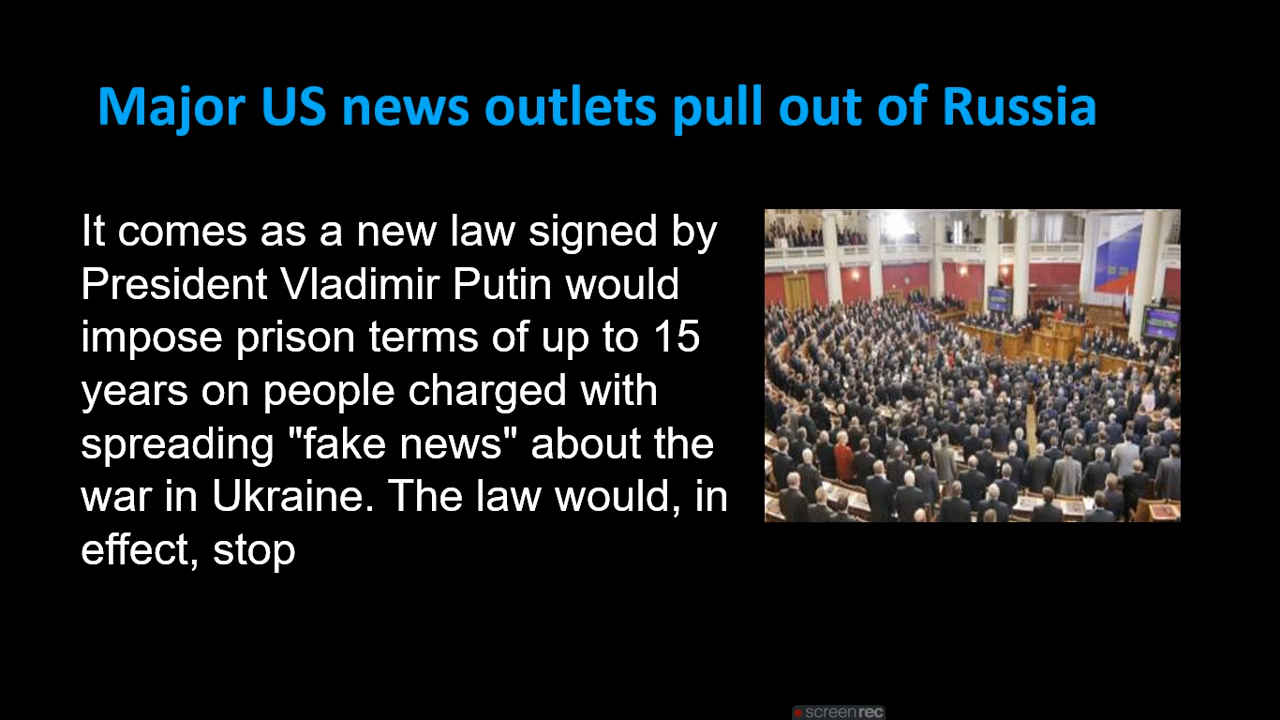 Major US news outlets pull out of Russia
It comes as a new law signed by
President Vladimir Putin would
impose prison terms of up to 15
years on people charged with
spreading "fake news" about the
war in Ukraine. The law would, in
effect, stop
screenrec